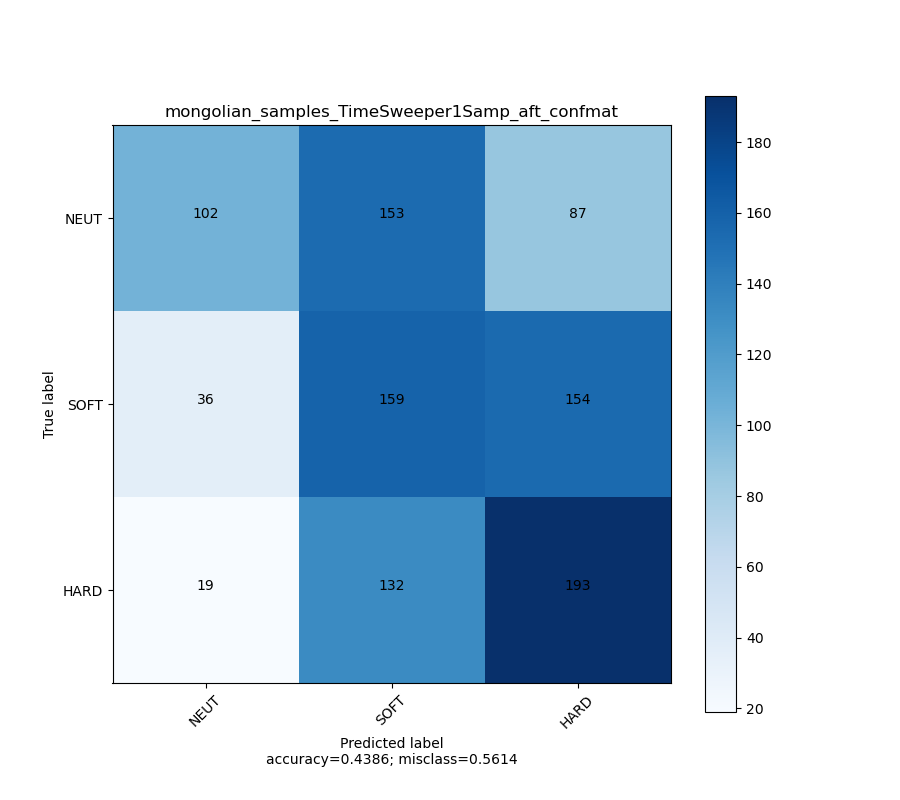 mongolian_samples_TimeSweeper1Samp_aft_confmat
NEUT 102 153 87
SOFT 36 159 154
HARD 19 132 193
True label
NEUT SOFT HARD
Predicted label
accuracy=0.4386; misclass=0.5614
180
160
140
120
100
80
60
40
20